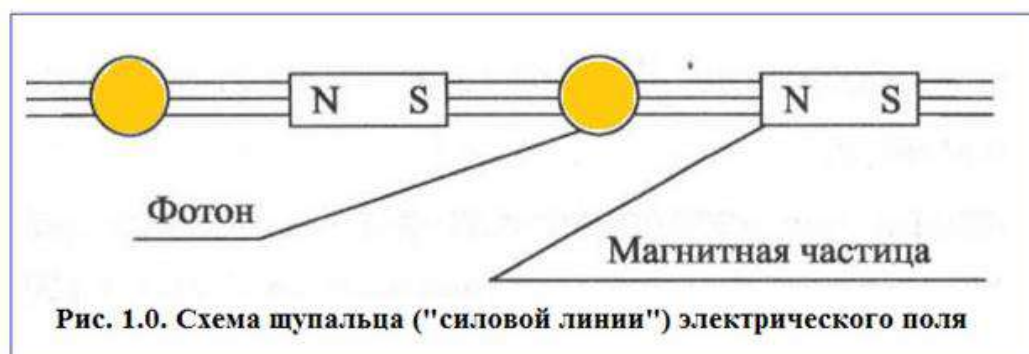 N S N S
Фотон
Магнитная частица
Рис. 1.0. Схема щупальца ("силовой линии") электрического поля